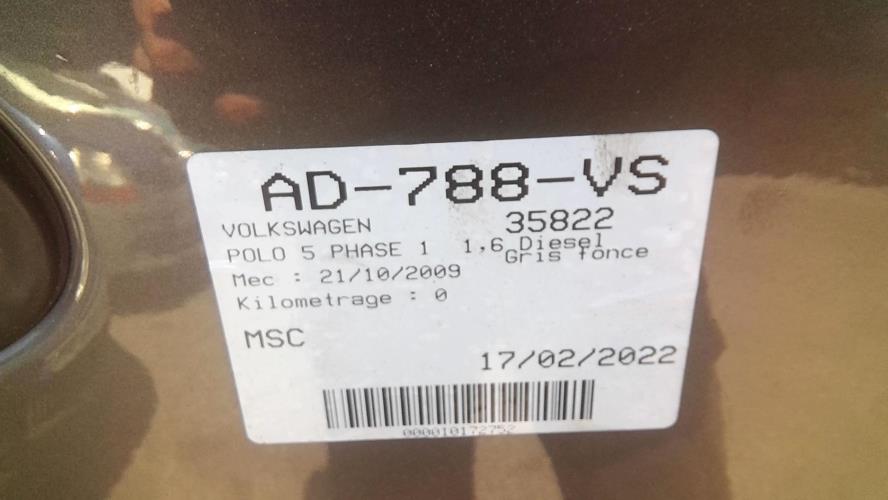 AD-788-VS
VOLKSWAGEN 35822
POLO 5 PHASE 1 1,6 Diesel
Gris fonce
Mec : 21/10/2009
Kilometrage : 0
MSC
17/02/2022
000010172752